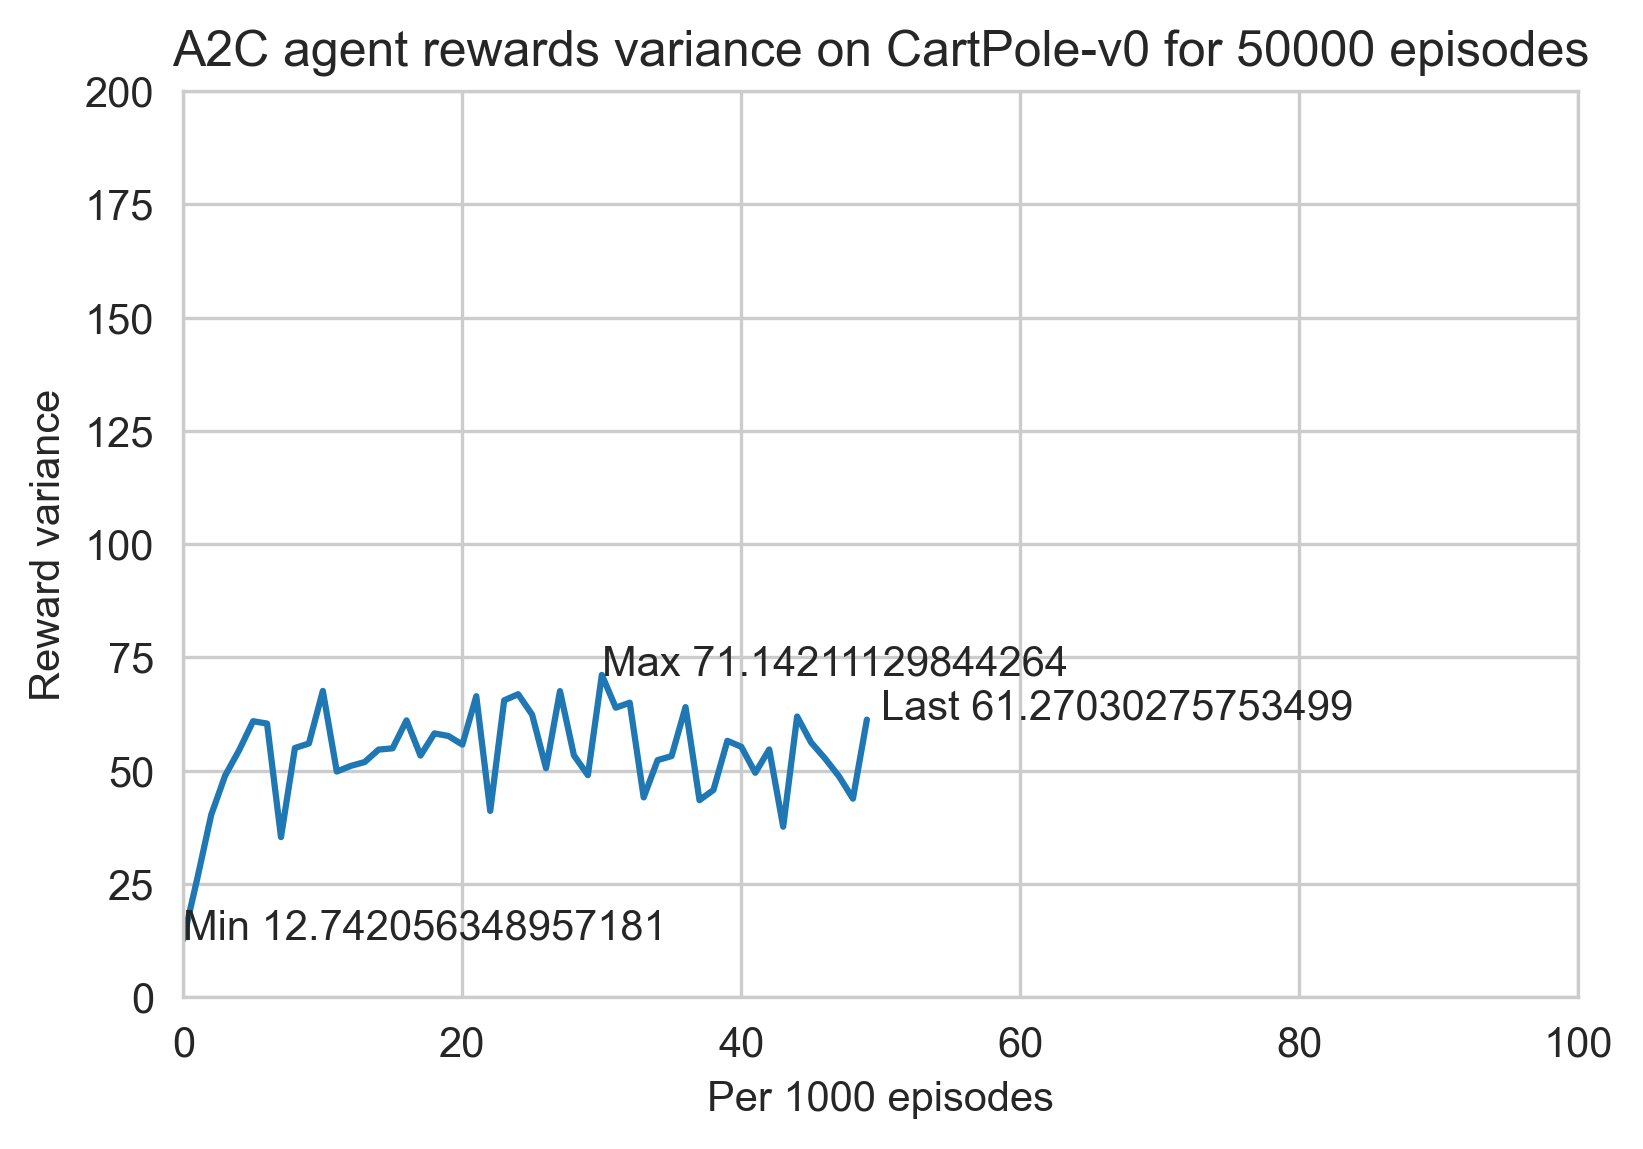 A2C agent rewards variance on CartPole-v0 for 50000 episodes
200
175
150
125
100
75
50
25
0
Reward variance
Max 71.14211129844264
Last 61.27030275753499
Min 12.742056348957181
0 20 40 60 80 100
Per 1000 episodes